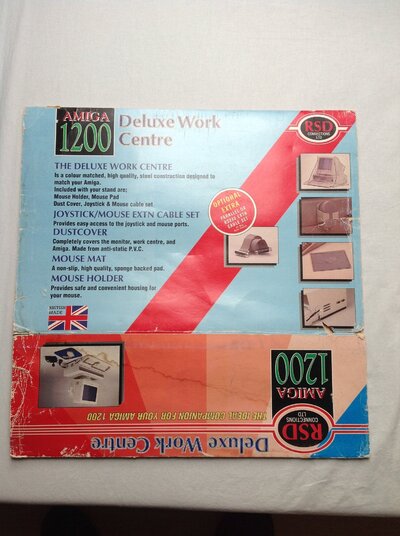 AMIGA
1200
Deluxe Work
Centre
RSD
CONNECTIONS
LTD
THE DELUXE WORK CENTRE
Is a colour matched, high quality, steel construction designed to
match your Amiga.
Included with your stand are;
Mouse Holder, Mouse Pad
Dust Cover, Joystick & Mouse cable set.
JOYSTICK/MOUSE EXTN CABLE SET
Provides easy access to the joystick and mouse ports.
DUSTCOVER
Completely covers the monitor, work centre, and
Amiga. Made from anti-static P.V.C.
MOUSE MAT
A non-slip, high quality, sponge backed pad.
MOUSE HOLDER
Provides safe and convenient housing for
your mouse.
OPTIONAL
EXTRA
CABLE SET
BRITISH
MADE
AMIGA
1200
THE IDEAL COMPANION FOR YOUR AMIGA 1200
RSD
CONNECTIONS
LTD
Deluxe Work Centre